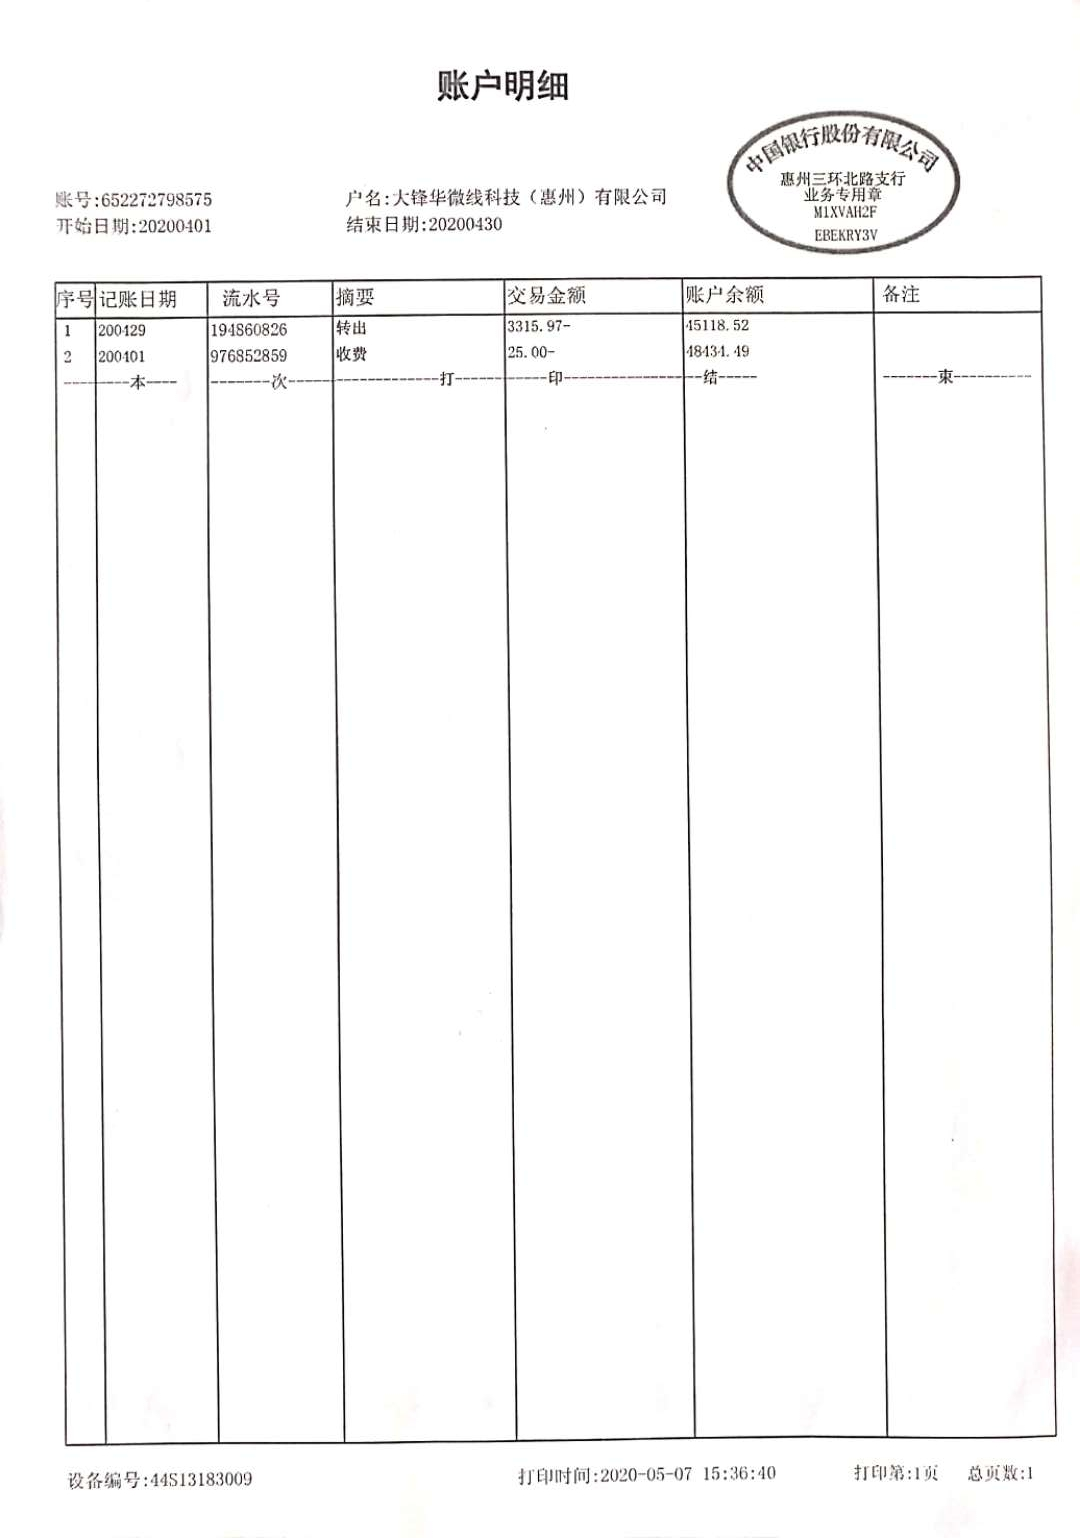 账户明细
中国银行股份有限公司
惠州三环北路支行
业务专用章
M1XVAH2F
EBEKRY3V
账号:652272798575 户名:大锋华微线科技（惠州）有限公司
开始日期:20200401 结束日期:20200430
序号 记账日期 流水号 摘要 交易金额 账户余额 备注
1 200429 194860826 转出 3315.97- 45118.52
2 200401 976852859 收费 25.00- 48434.49
----------本---- -------次------------------打-------------印----------------结----- -------束----------
设备编号:44S13183009 打印时间:2020-05-07 15:36:40 打印第:1页 总页数:1